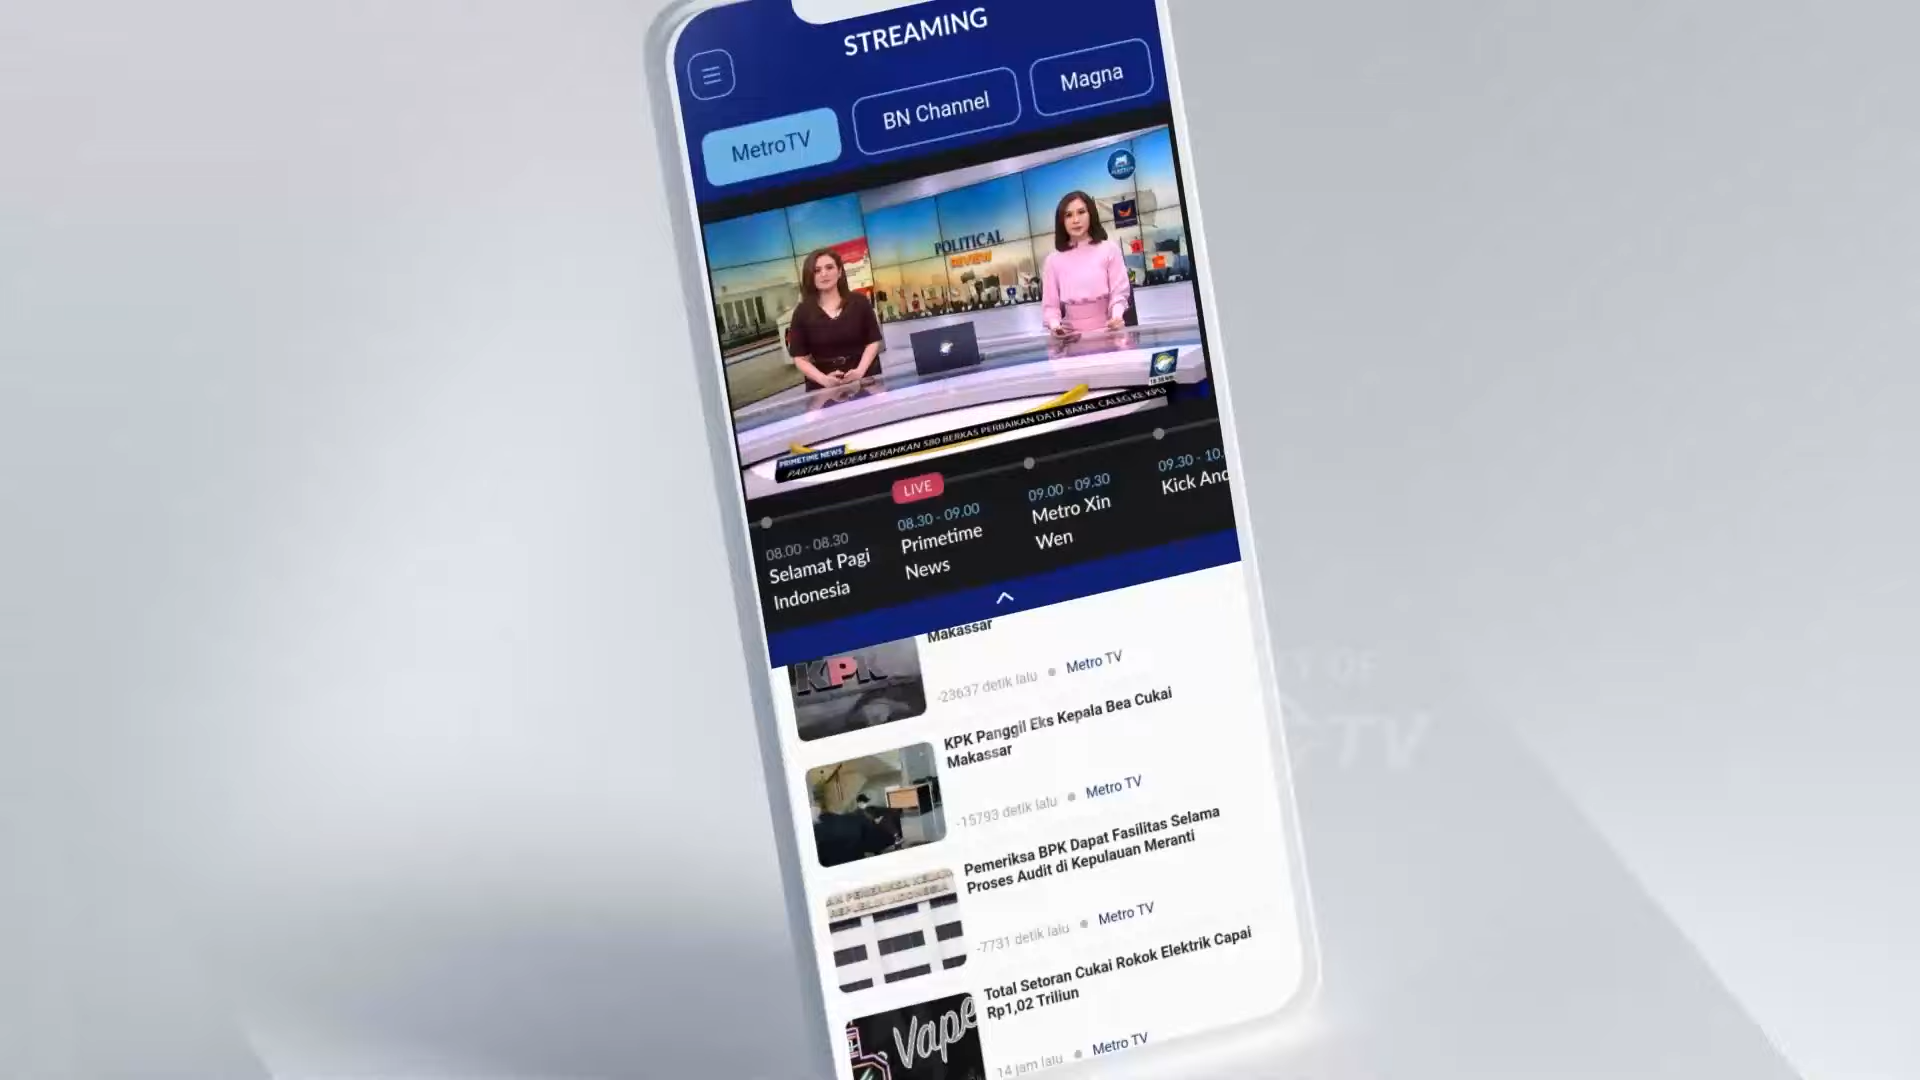 STREAMING
MetroTV
BN Channel
Magna
POLITICAL
REVIEW
PRIMETIME NEWS
PARTAI NASDEM SERAHKAN 580 BERKAS PERBAIKAN DATA BAKAL CALEG KE KPU
LIVE
08.00 - 08.30
Selamat Pagi
Indonesia
08.30 - 09.00
Primetime
News
09.00 - 09.30
Metro Xin
Wen
09.30 - 10.
Kick And
Makassar
-23637 detik lalu
Metro TV
KPK
KPK Panggil Eks Kepala Bea Cukai
Makassar
-15793 detik lalu
Metro TV
Pemeriksa BPK Dapat Fasilitas Selama
Proses Audit di Kepulauan Meranti
-7731 detik lalu
Metro TV
REPUBLIK INDONESIA
Total Setoran Cukai Rokok Elektrik Capai
Rp1,02 Triliun
14 jam lalu
Metro TV
Vape
OF
TV